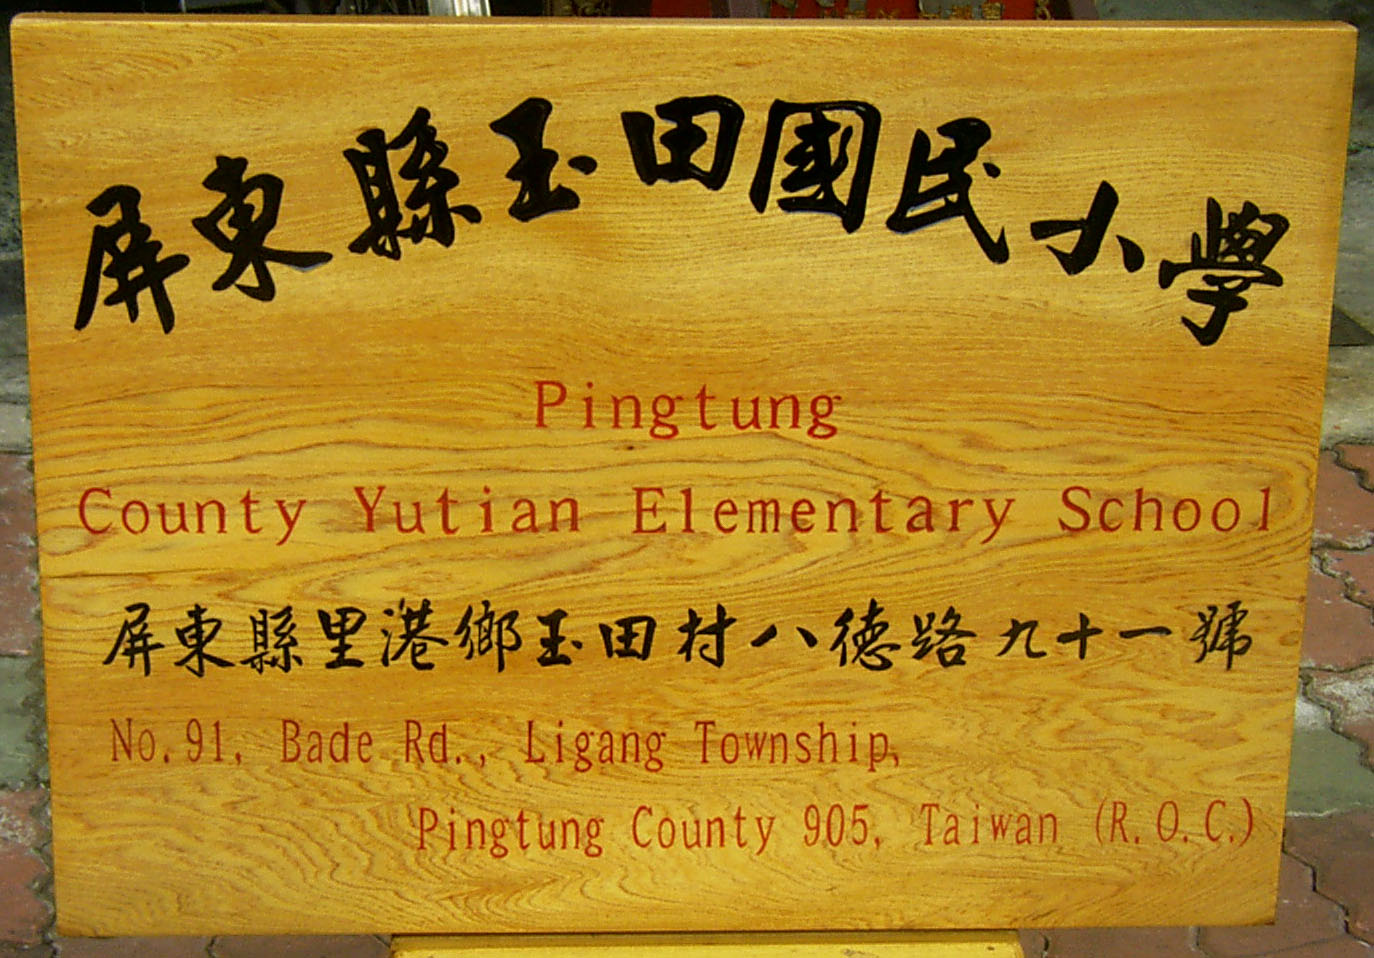 屏東縣玉田國民小學
Pingtung
County Yutian Elementary School
屏東縣里港鄉玉田村八德路九十一號
No.91, Bade Rd., Ligang Township,
Pingtung County 905, Taiwan (R.O.C.)